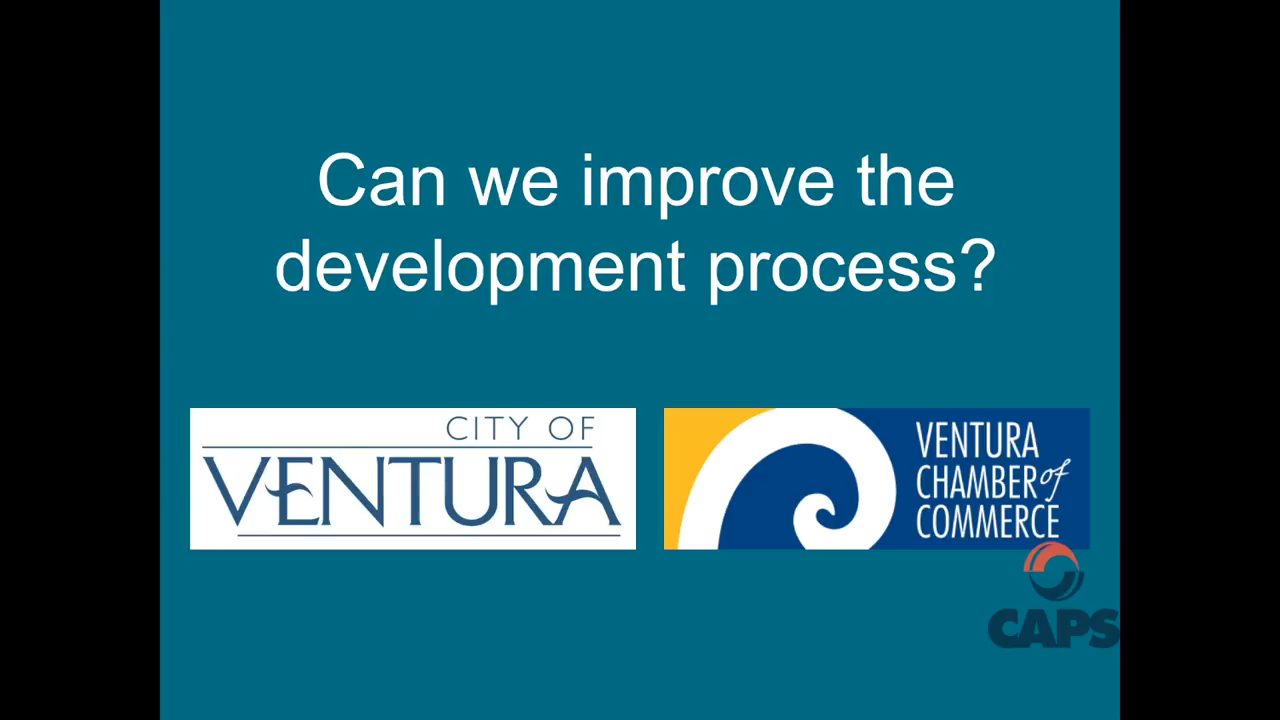 Can we improve the
development process?
CITY OF
VENTURA
VENTURA
CHAMBER of
COMMERCE
CAPS